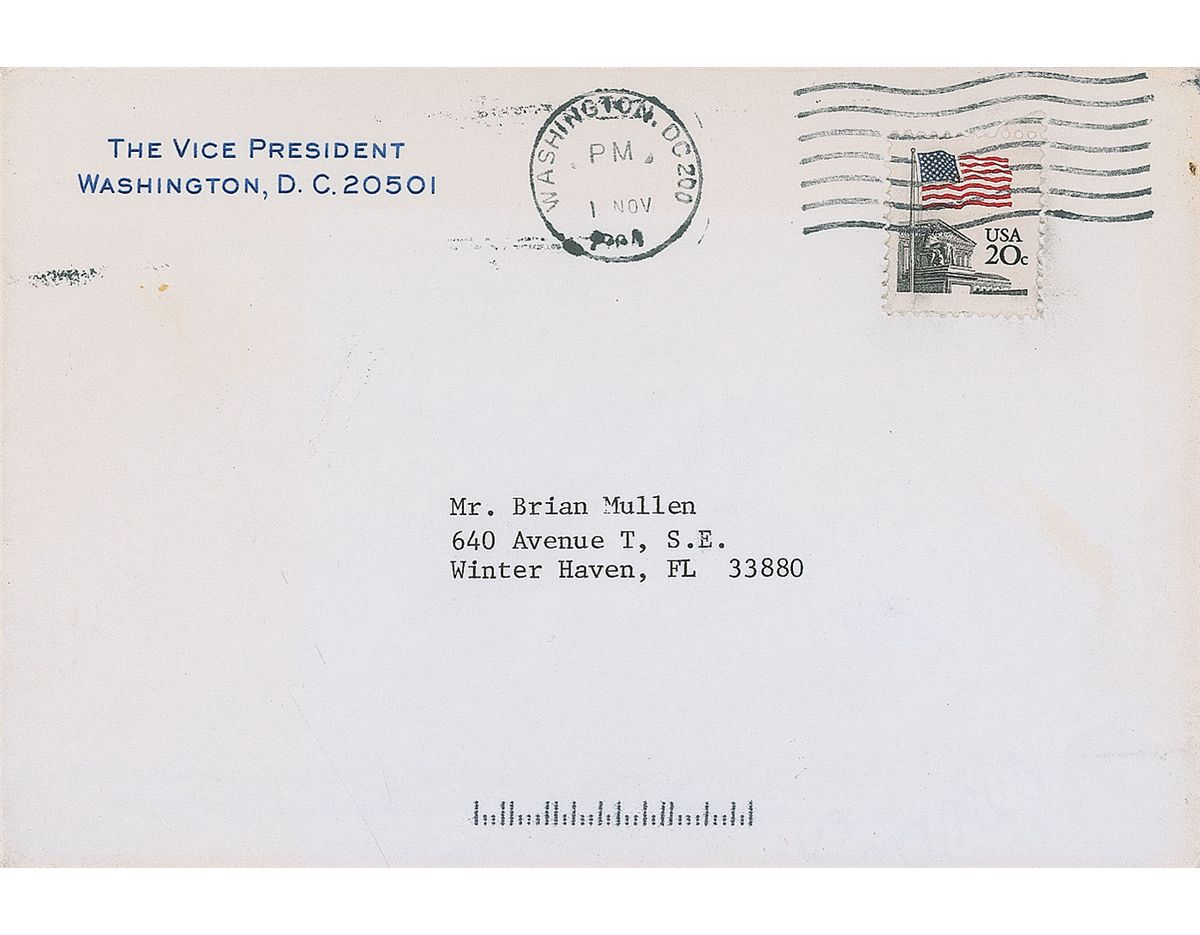 THE VICE PRESIDENT
WASHINGTON, D. C. 20501
WASHINGTON, DC 200
PM
1 NOV
USA
20c
Mr. Brian Mullen
640 Avenue T, S.E.
Winter Haven, FL  33880